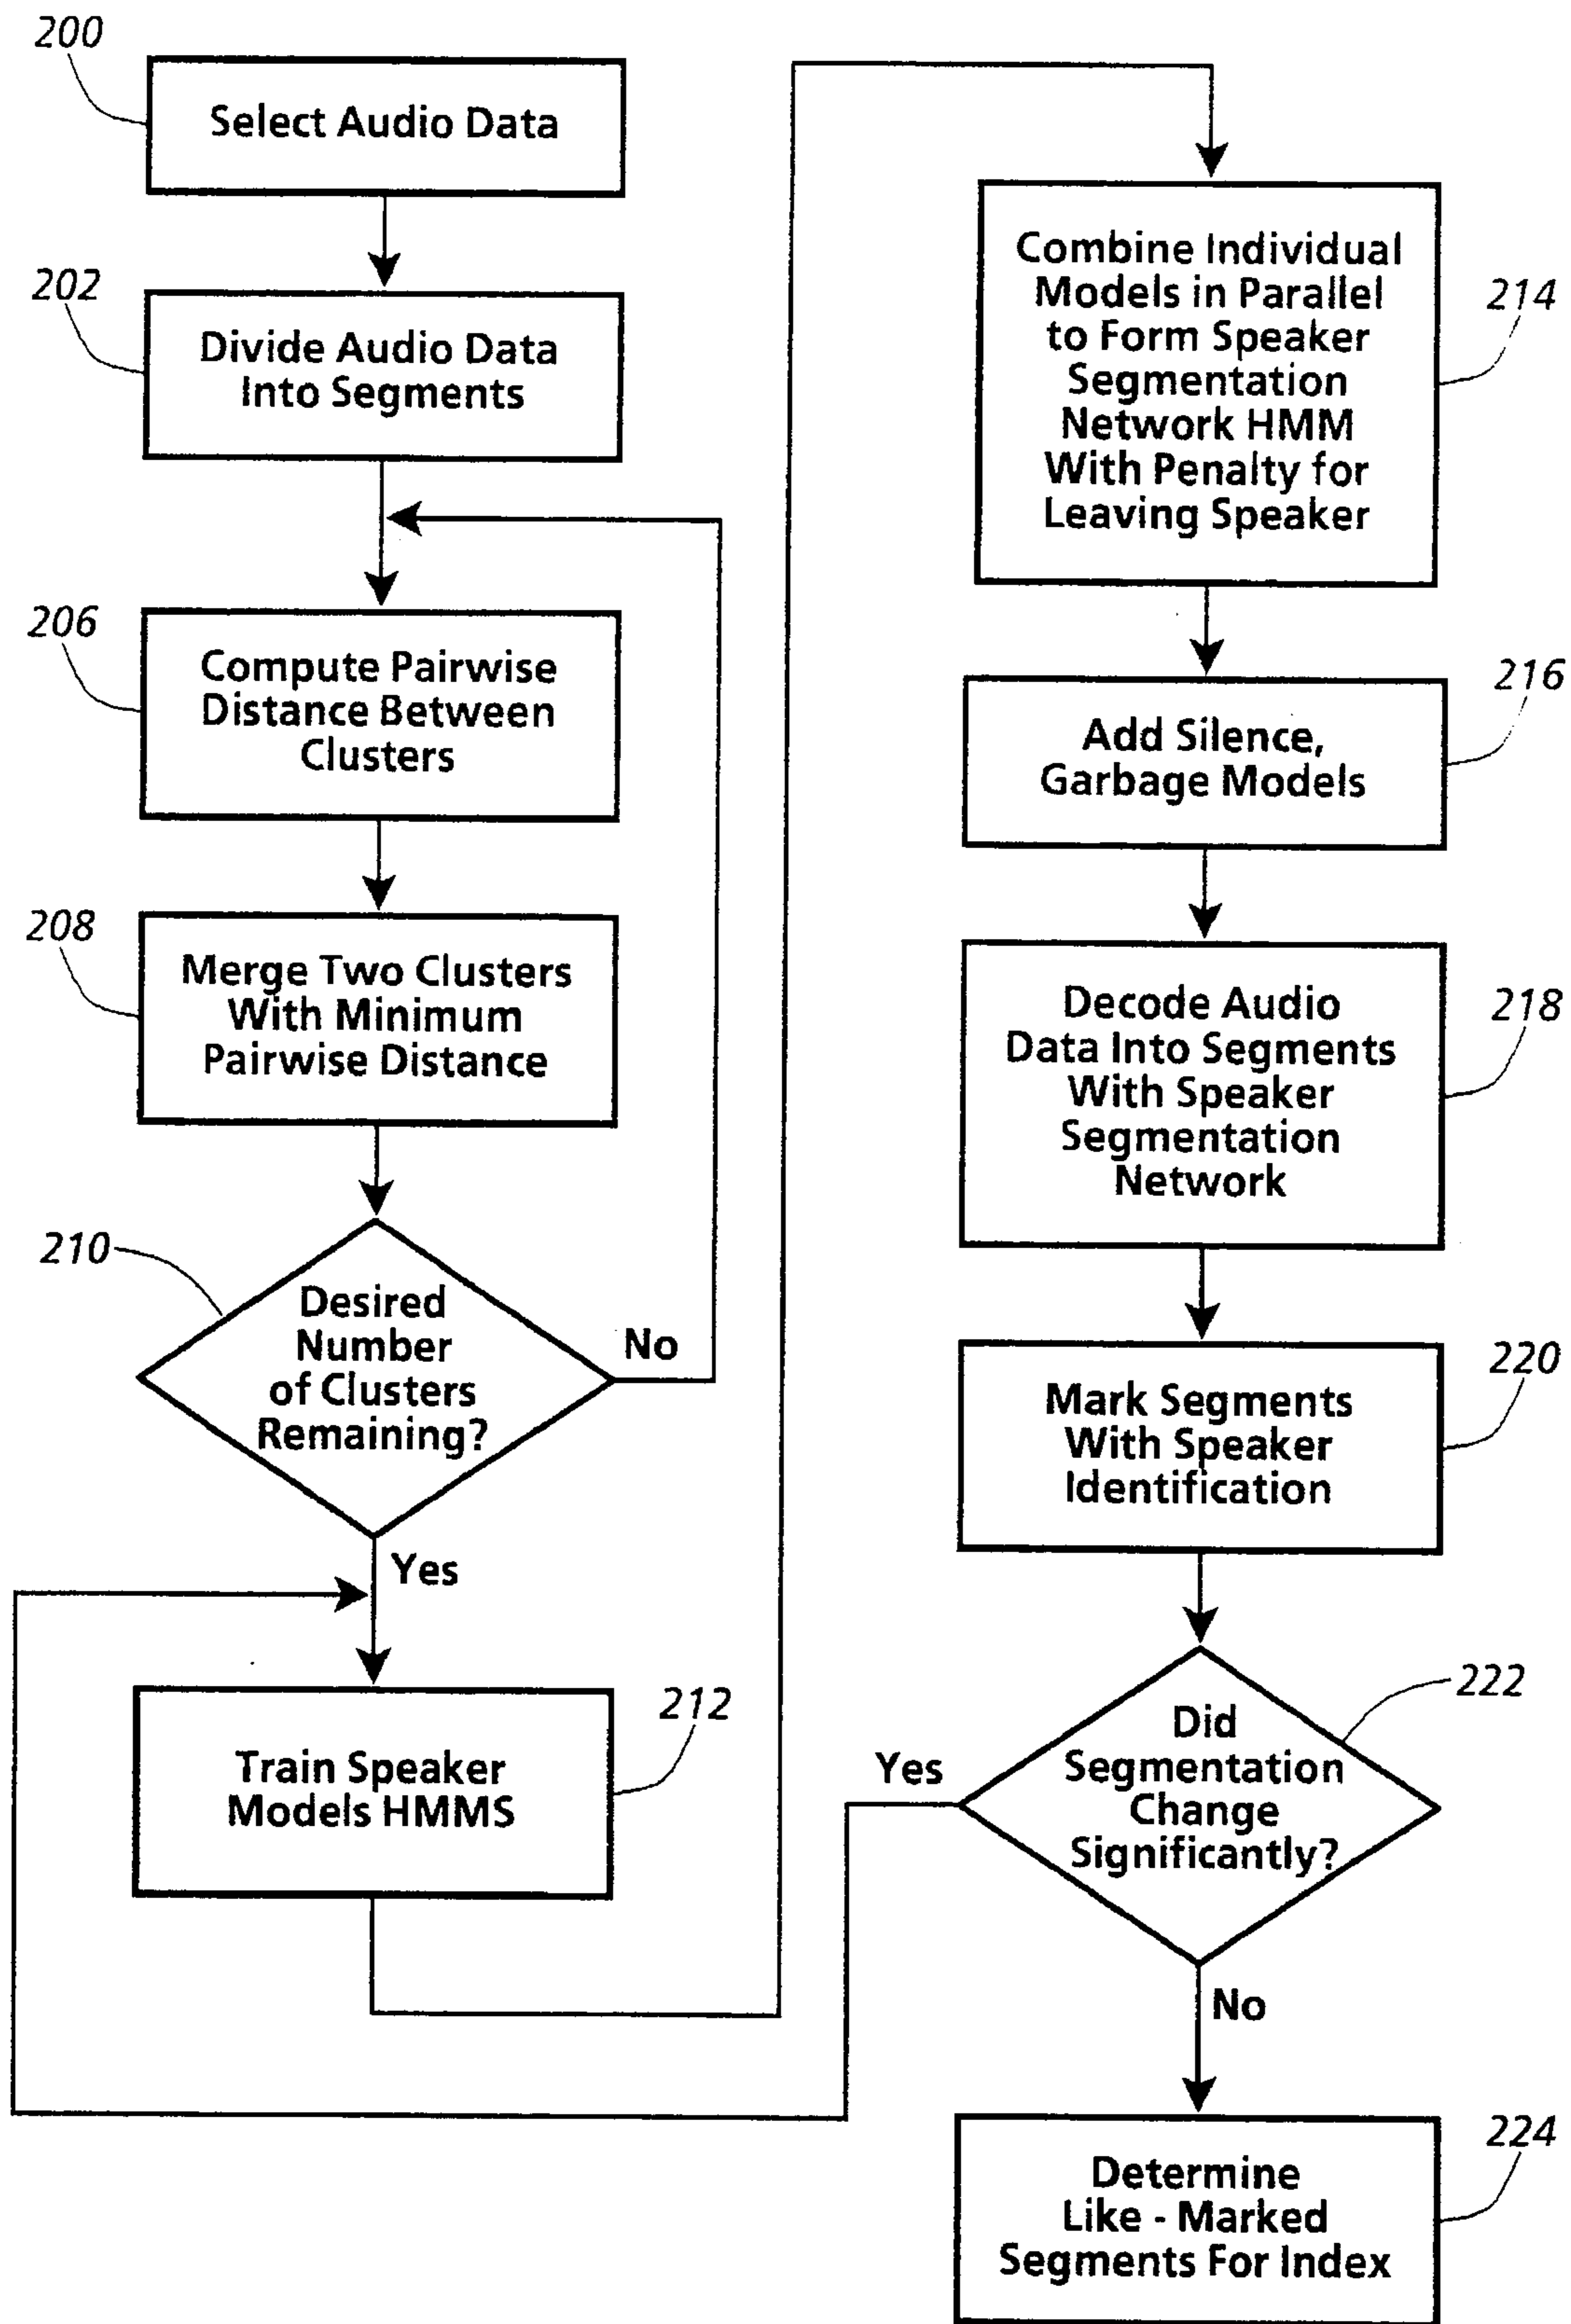 200
Select Audio Data
202
Divide Audio Data
Into Segments
206
Compute Pairwise
Distance Between
Clusters
208
Merge Two Clusters
With Minimum
Pairwise Distance
210
Desired
Number
of Clusters
Remaining?
No
Yes
212
Train Speaker
Models HMMS
214
Combine Individual
Models in Parallel
to Form Speaker
Segmentation
Network HMM
With Penalty for
Leaving Speaker
216
Add Silence,
Garbage Models
218
Decode Audio
Data Into Segments
With Speaker
Segmentation
Network
220
Mark Segments
With Speaker
Identification
222
Did
Segmentation
Change
Significantly?
Yes
No
224
Determine
Like - Marked
Segments For Index